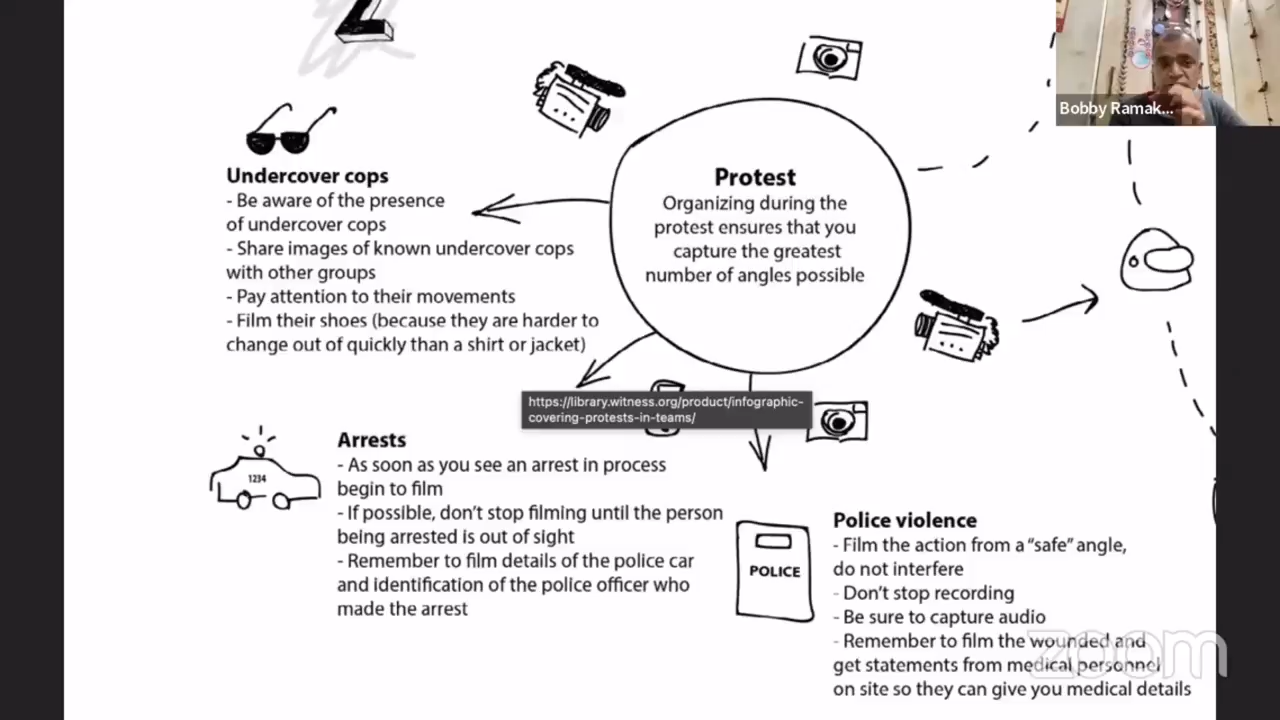 Bobby Ramak...
Protest
Organizing during the
protest ensures that you
capture the greatest
number of angles possible
Undercover cops
- Be aware of the presence
of undercover cops
- Share images of known undercover cops
with other groups
- Pay attention to their movements
- Film their shoes (because they are harder to
change out of quickly than a shirt or jacket)
https://library.witness.org/product/infographic-
covering-protests-in-teams/
1234
Arrests
- As soon as you see an arrest in process
begin to film
- If possible, don't stop filming until the person
being arrested is out of sight
- Remember to film details of the police car
and identification of the police officer who
made the arrest
POLICE
Police violence
- Film the action from a “safe” angle,
do not interfere
- Don't stop recording
- Be sure to capture audio
- Remember to film the wounded and
get statements from medical personnel
on site so they can give you medical details
zoom